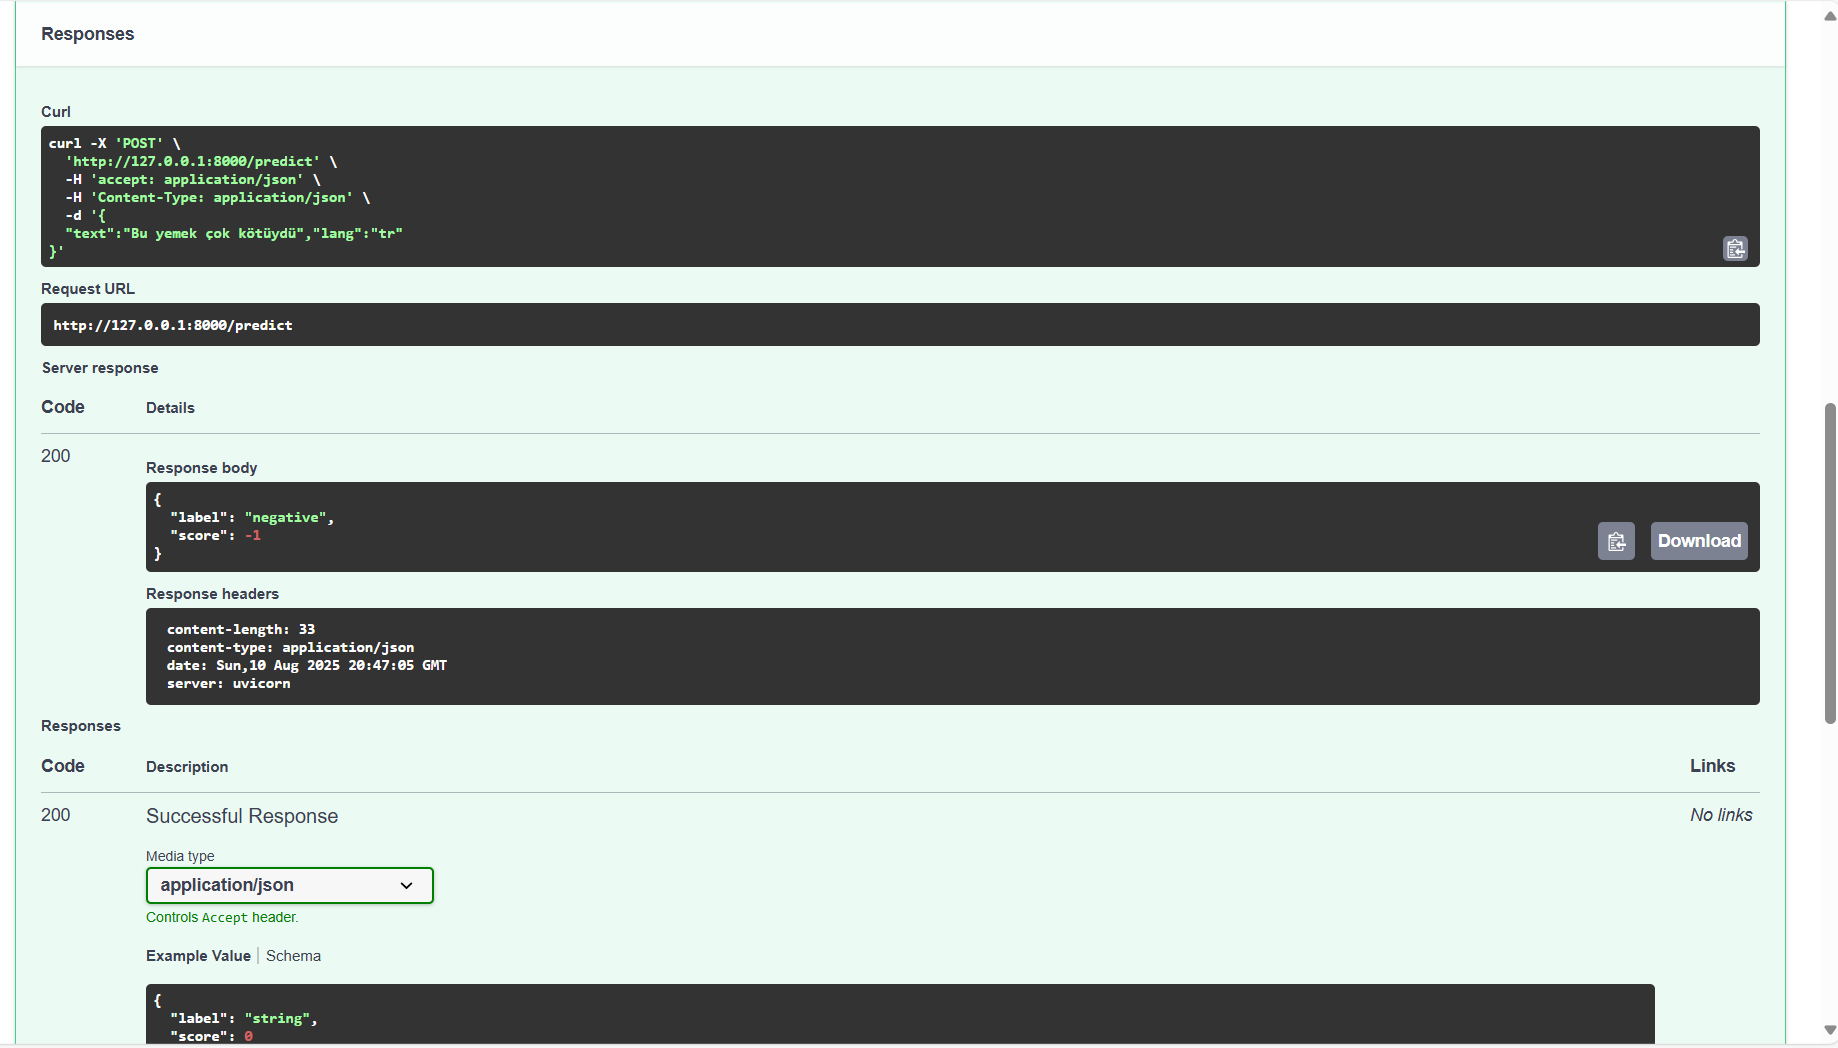 Responses
Curl
curl -X 'POST' \
'http://127.0.0.1:8000/predict' \
-H 'accept: application/json' \
-H 'Content-Type: application/json' \
-d '{
"text":"Bu yemek çok kötüydü","lang":"tr"
}'
Request URL
http://127.0.0.1:8000/predict
Server response
Code Details
200
Response body
{
"label": "negative",
"score": -1
}
Download
Response headers
content-length: 33
content-type: application/json
date: Sun,10 Aug 2025 20:47:05 GMT
server: uvicorn
Responses
Code Description Links
200 Successful Response No links
Media type
application/json
Controls Accept header.
Example Value Schema
{
"label": "string",
"score": 0